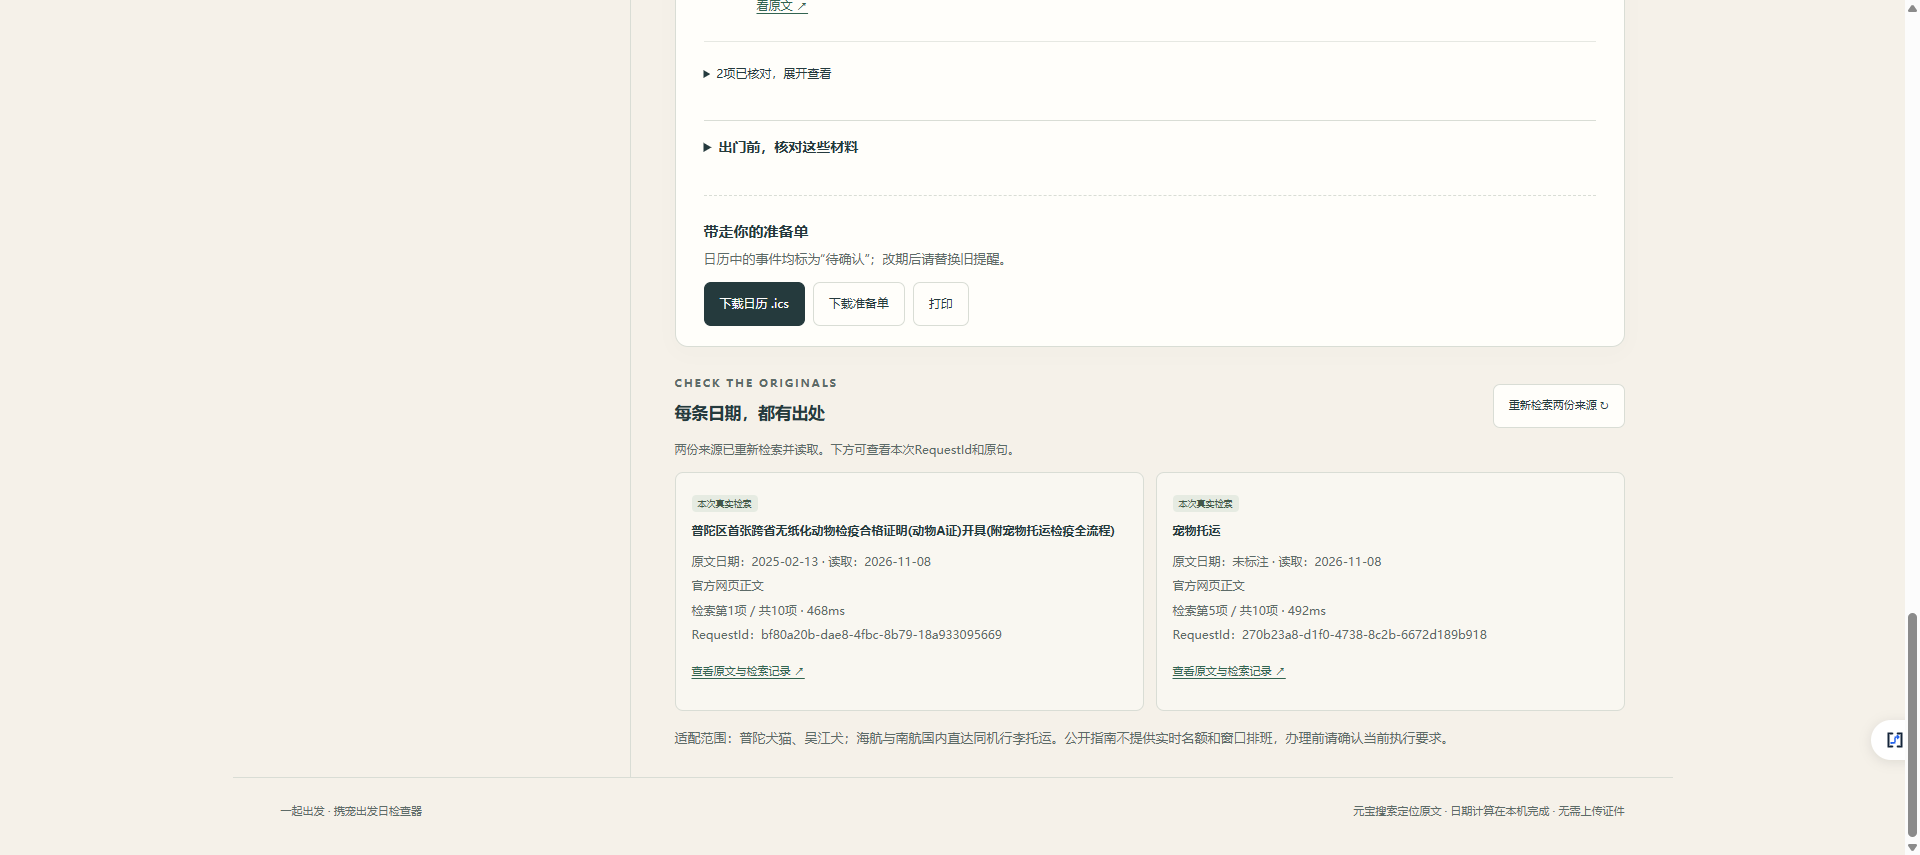 看原文 ↗
▶ 2项已核对，展开查看
▶ 出门前，核对这些材料
带走你的准备单
日历中的事件均标为“待确认”；改期后请替换旧提醒。
下载日历 .ics
下载准备单
打印
CHECK THE ORIGINALS
每条日期，都有出处
重新检索两份来源 ↻
两份来源已重新检索并读取。下方可查看本次RequestId和原句。
本次真实检索
普陀区首张跨省无纸化动物检疫合格证明(动物A证)开具(附宠物托运检疫全流程)
原文日期：2025-02-13 · 读取：2026-11-08
官方网页正文
检索第1项 / 共10项 · 468ms
RequestId：bf80a20b-dae8-4fbc-8b79-18a933095669
查看原文与检索记录 ↗
本次真实检索
宠物托运
原文日期：未标注 · 读取：2026-11-08
官方网页正文
检索第5项 / 共10项 · 492ms
RequestId：270b23a8-d1f0-4738-8c2b-6672d189b918
查看原文与检索记录 ↗
适配范围：普陀犬猫、吴江犬；海航与南航国内直达同机行李托运。公开指南不提供实时名额和窗口排班，办理前请确认当前执行要求。
一起出发 · 携宠出发日检查器
元宝搜索定位原文 · 日期计算在本机完成 · 无需上传证件